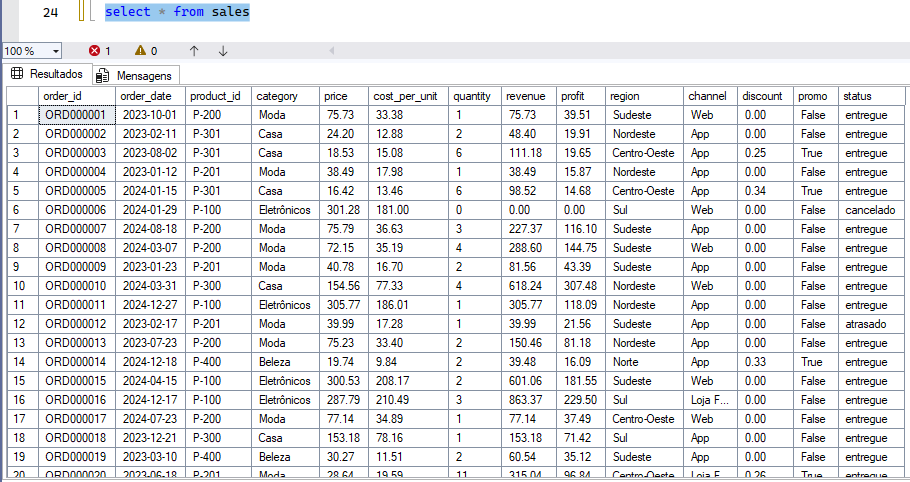 24 select * from sales
100 % 1 0
Resultados Mensagens
order_id order_date product_id category price cost_per_unit quantity revenue profit region channel discount promo status
1 ORD000001 2023-10-01 P-200 Moda 75.73 33.38 1 75.73 39.51 Sudeste Web 0.00 False entregue
2 ORD000002 2023-02-11 P-301 Casa 24.20 12.88 2 48.40 19.91 Nordeste App 0.00 False entregue
3 ORD000003 2023-08-02 P-301 Casa 18.53 15.08 6 111.18 19.65 Centro-Oeste App 0.25 True entregue
4 ORD000004 2023-01-12 P-201 Moda 38.49 17.98 1 38.49 15.87 Nordeste App 0.00 False entregue
5 ORD000005 2024-01-15 P-301 Casa 16.42 13.46 6 98.52 14.68 Centro-Oeste App 0.34 True entregue
6 ORD000006 2024-01-29 P-100 Eletrônicos 301.28 181.00 0 0.00 0.00 Sul Web 0.00 False cancelado
7 ORD000007 2024-08-18 P-200 Moda 75.79 36.63 3 227.37 116.10 Sudeste App 0.00 False entregue
8 ORD000008 2024-03-07 P-200 Moda 72.15 35.19 4 288.60 144.75 Sudeste Web 0.00 False entregue
9 ORD000009 2023-01-23 P-201 Moda 40.78 16.70 2 81.56 43.39 Sudeste App 0.00 False entregue
10 ORD000010 2024-03-31 P-300 Casa 154.56 77.33 4 618.24 307.48 Nordeste Web 0.00 False entregue
11 ORD000011 2024-12-27 P-100 Eletrônicos 305.77 186.01 1 305.77 118.09 Nordeste App 0.00 False entregue
12 ORD000012 2023-02-17 P-201 Moda 39.99 17.28 1 39.99 21.56 Sudeste App 0.00 False atrasado
13 ORD000013 2023-07-23 P-200 Moda 75.23 33.40 2 150.46 81.18 Nordeste App 0.00 False entregue
14 ORD000014 2024-12-18 P-400 Beleza 19.74 9.84 2 39.48 16.09 Norte App 0.33 True entregue
15 ORD000015 2024-04-15 P-100 Eletrônicos 300.53 208.17 2 601.06 181.55 Sudeste Web 0.00 False entregue
16 ORD000016 2024-12-17 P-100 Eletrônicos 287.79 210.49 3 863.37 229.50 Sul Loja F... 0.00 False entregue
17 ORD000017 2024-07-23 P-200 Moda 77.14 34.89 1 77.14 37.49 Centro-Oeste Web 0.00 False entregue
18 ORD000018 2023-12-21 P-300 Casa 153.18 78.16 1 153.18 71.42 Sul App 0.00 False entregue
19 ORD000019 2023-03-10 P-400 Beleza 30.27 11.51 2 60.54 35.12 Sudeste App 0.00 False entregue
20 ORD000020 2023-06-18 P-201 Moda 28.64 19.59 11 315.04 96.84 Centro-Oeste Loja F... 0.26 True entregue